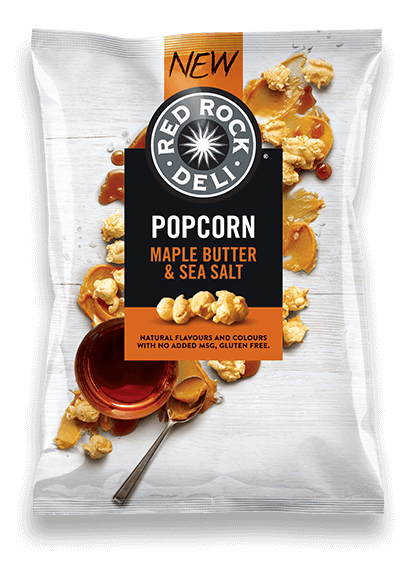 NEW
RED ROCK
DELI
®
POPCORN
MAPLE BUTTER
& SEA SALT
NATURAL FLAVOURS AND COLOURS
WITH NO ADDED MSG, GLUTEN FREE.